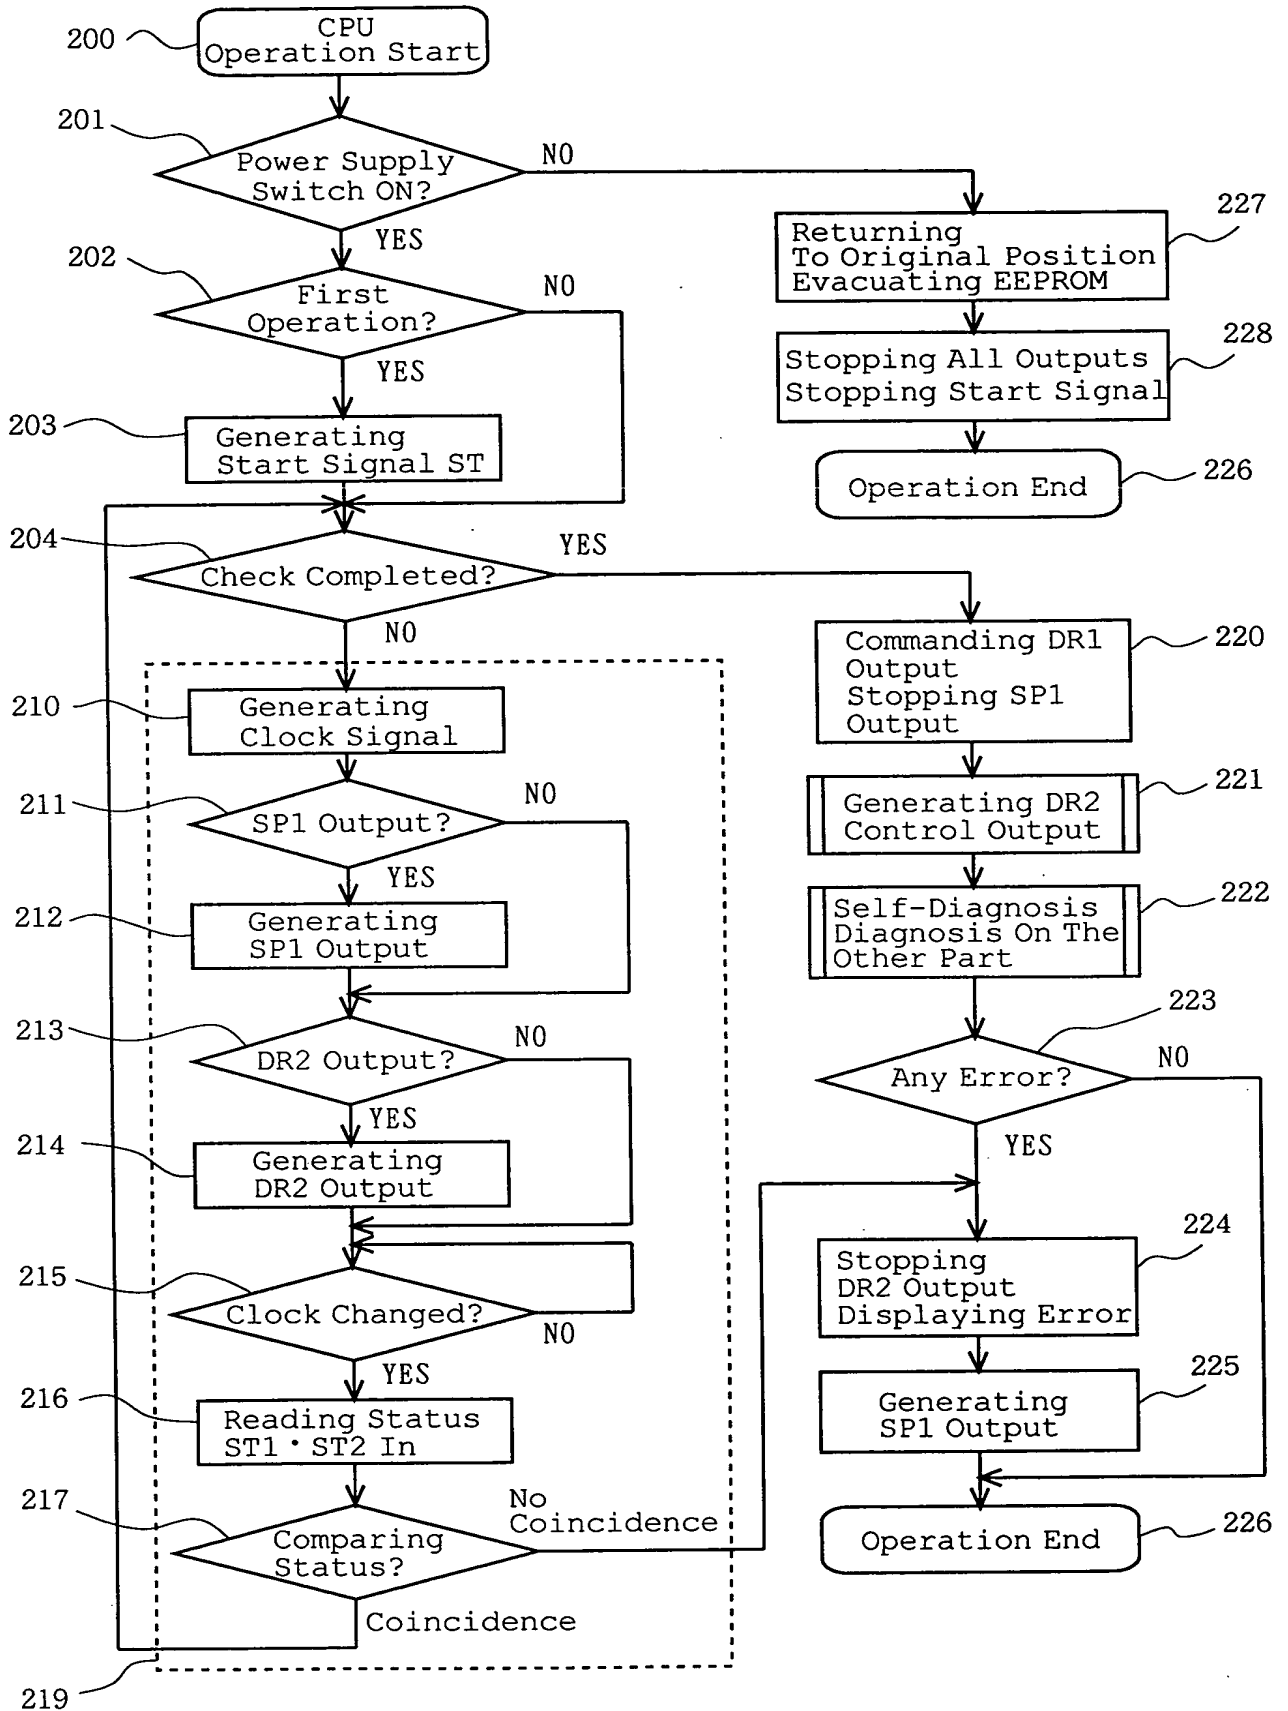 200
CPU
Operation Start
201
Power Supply
Switch ON?
NO
YES
227
Returning
To Original Position
Evacuating EEPROM
202
First
Operation?
NO
YES
228
Stopping All Outputs
Stopping Start Signal
203
Generating
Start Signal ST
226
Operation End
204
Check Completed?
YES
NO
220
Commanding DR1
Output
Stopping SP1
Output
210
Generating
Clock Signal
211
SP1 Output?
NO
YES
221
Generating DR2
Control Output
212
Generating
SP1 Output
222
Self-Diagnosis
Diagnosis On The
Other Part
213
DR2 Output?
NO
YES
223
Any Error?
NO
YES
214
Generating
DR2 Output
215
Clock Changed?
NO
YES
224
Stopping
DR2 Output
Displaying Error
216
Reading Status
ST1・ST2 In
225
Generating
SP1 Output
217
Comparing
Status?
No
Coincidence
Coincidence
226
Operation End
219